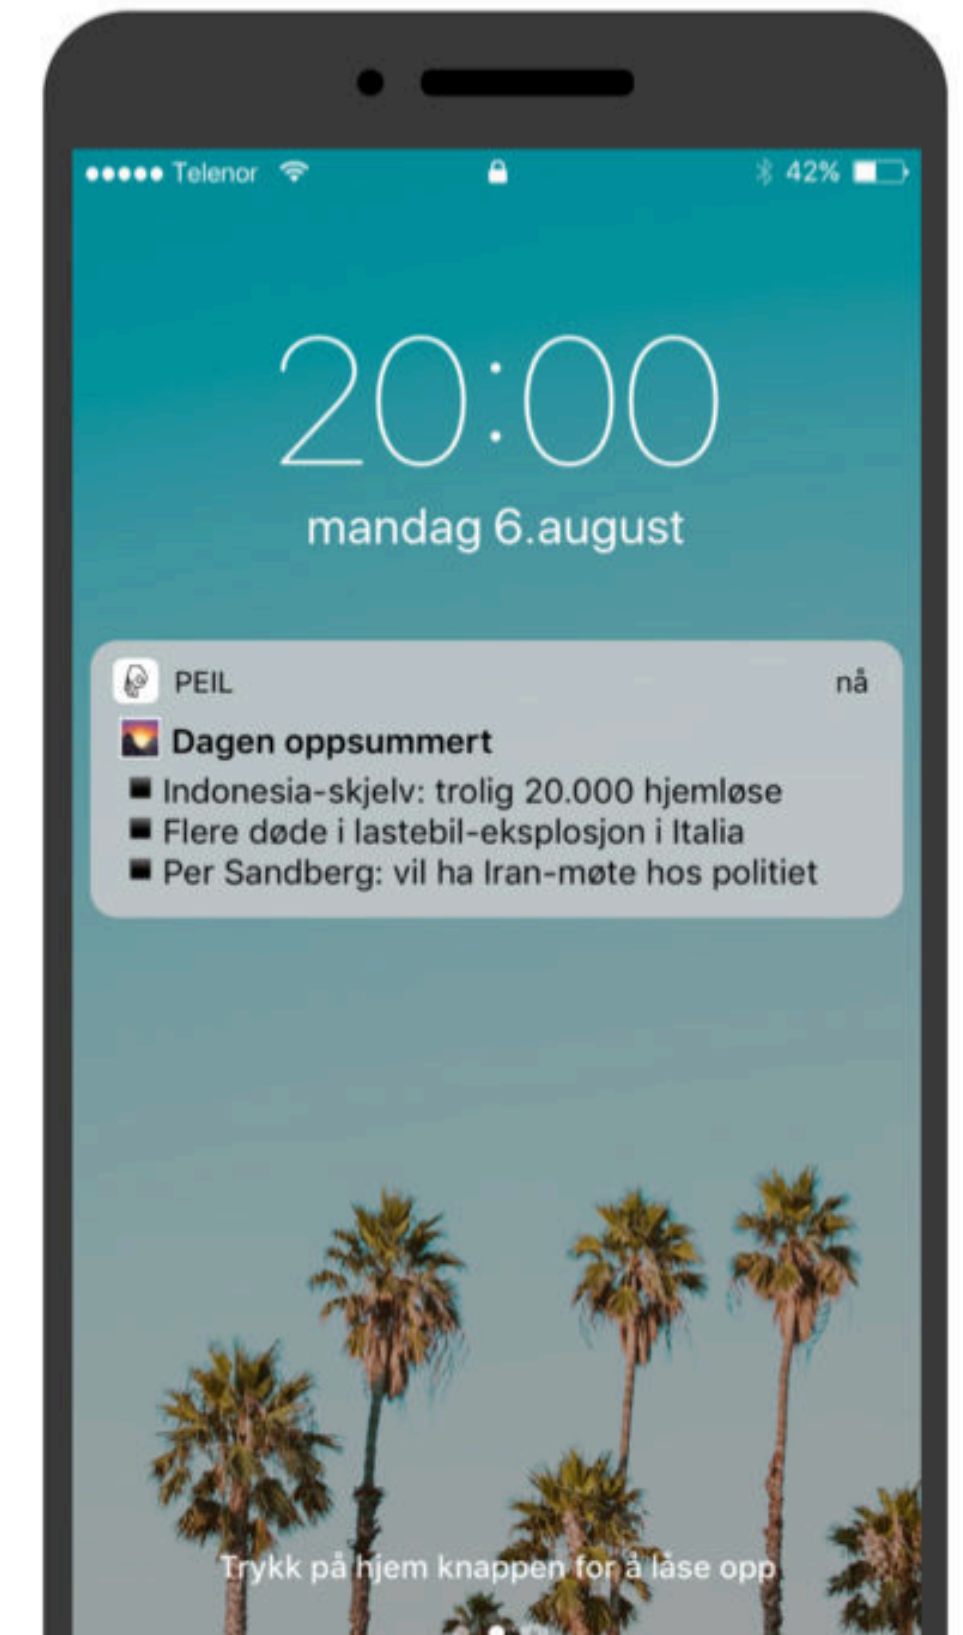 Telenor 42%
20:00
mandag 6.august
PEIL nå
Dagen oppsummert
Indonesia-skjelv: trolig 20.000 hjemløse
Flere døde i lastebil-eksplosjon i Italia
Per Sandberg: vil ha Iran-møte hos politiet
Trykk på hjem knappen for å låse opp